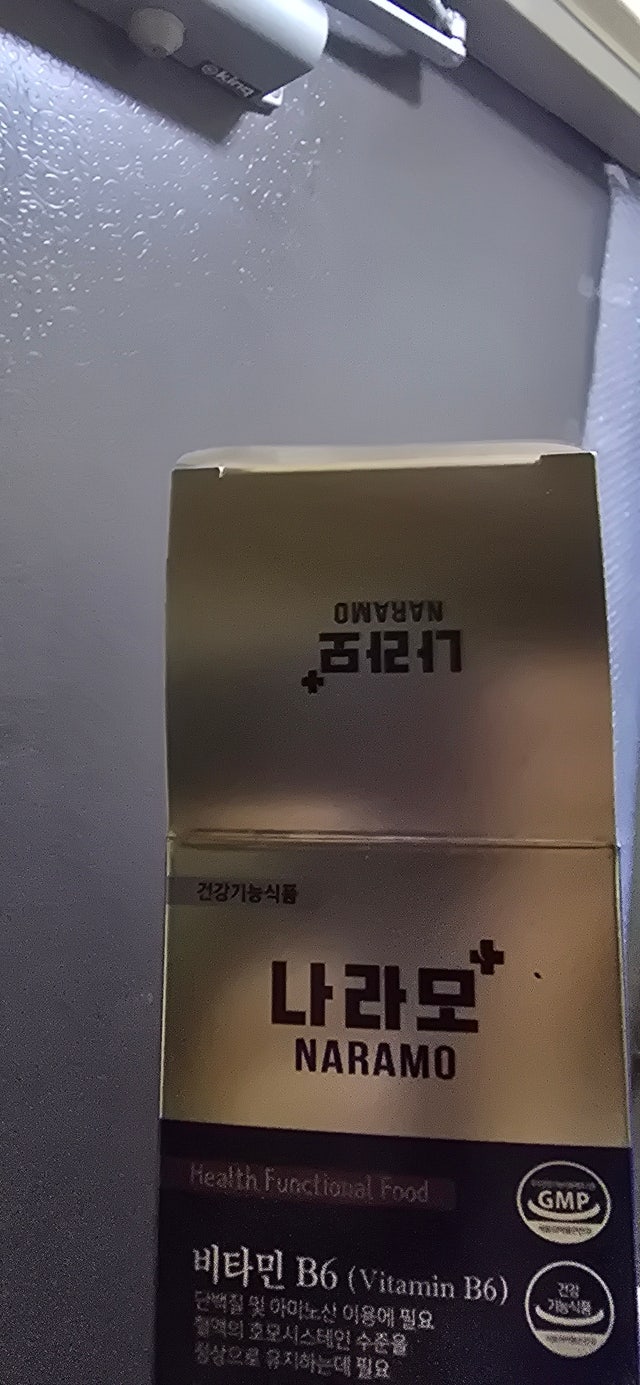 king
NARAMO
나라모
건강기능식품
나라모
NARAMO
Health Functional Food
GMP
비타민 B6 (Vitamin B6)
건강
기능식품
단백질 및 아미노산 이용에 필요
혈액의 호모시스테인 수준을
정상으로 유지하는데 필요